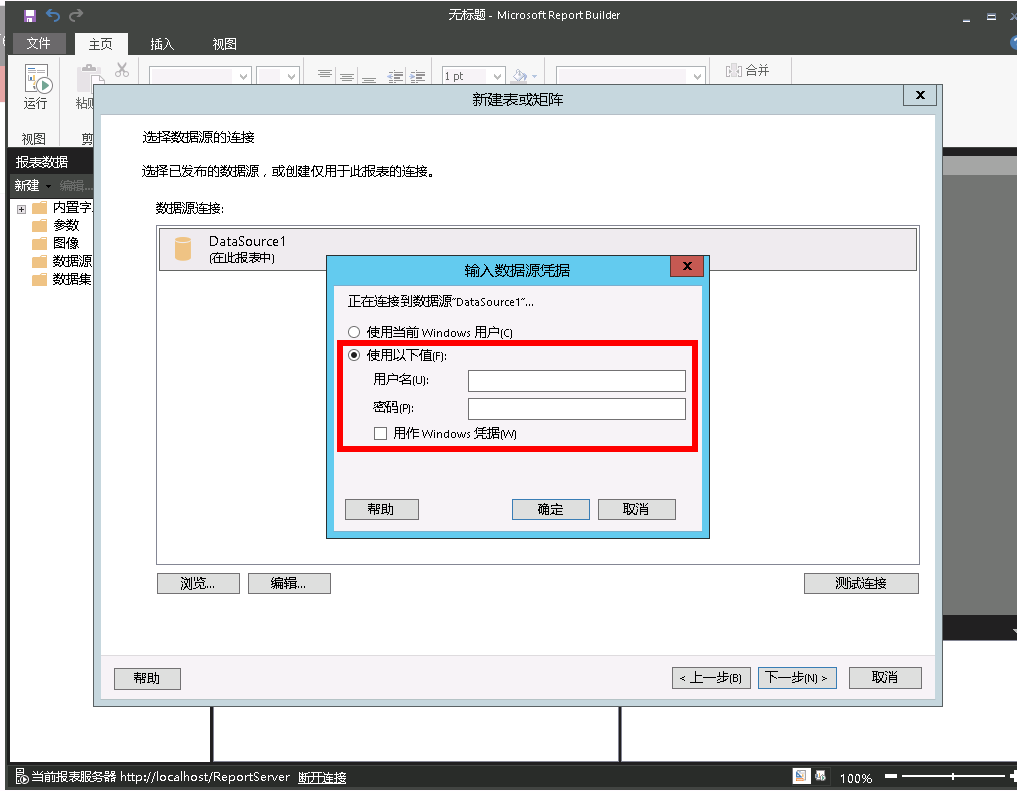 无标题 - Microsoft Report Builder
文件 主页 插入 视图
1 pt 合并
运行 粘贴
视图 剪
报表数据
新建 编辑...
内置字
参数
图像
数据源
数据集
新建表或矩阵 x
选择数据源的连接
选择已发布的数据源，或创建仅用于此报表的连接。
数据源连接:
DataSource1
(在此报表中)
输入数据源凭据 x
正在连接到数据源"DataSource1"...
使用当前 Windows 用户(C)
使用以下值(F):
用户名(U):
密码(P):
用作 Windows 凭据(W)
帮助 确定 取消
浏览... 编辑... 测试连接
帮助 < 上一步(B) 下一步(N) > 取消
当前报表服务器 http://localhost/ReportServer 断开连接 100%